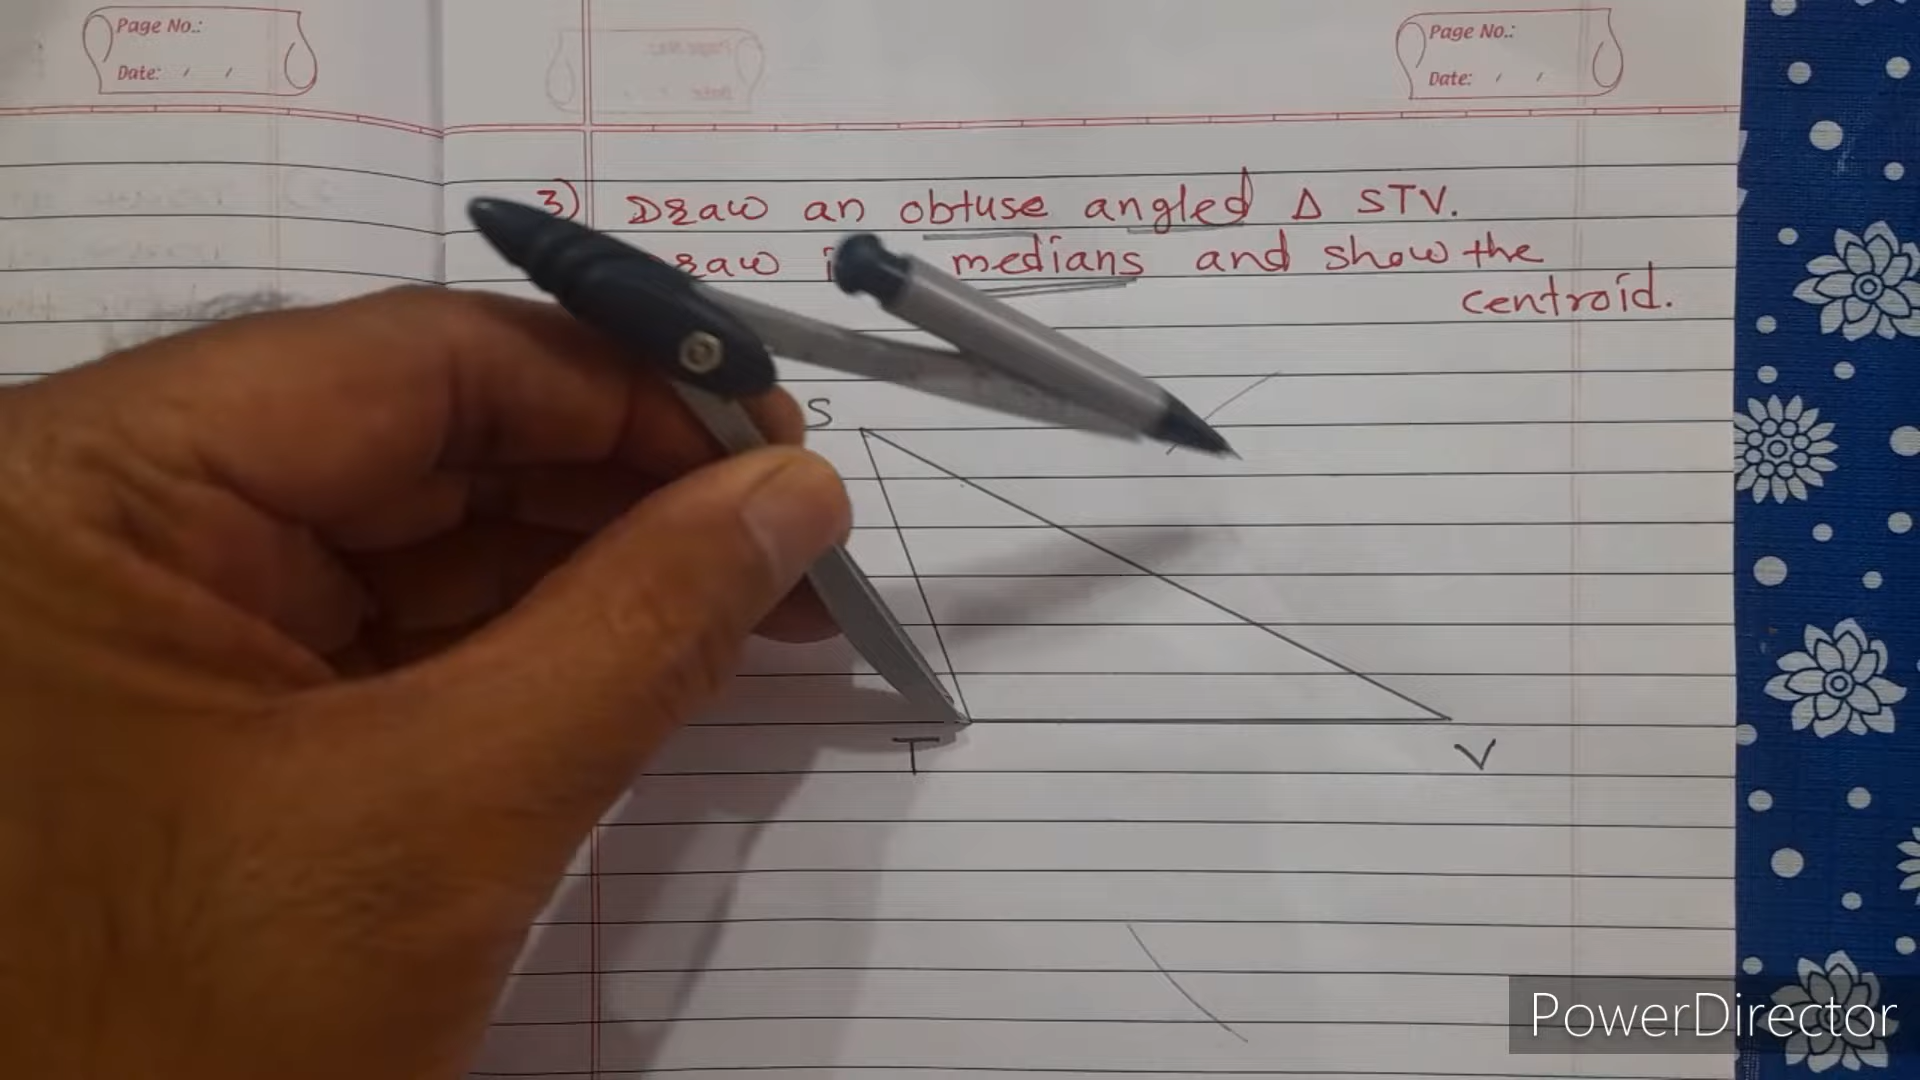 Page No.:
Date: / /
Page No.:
Date: / /
3) Draw an obtuse angled Δ STV.
medians and show the
centroid.
S
T
V
PowerDirector